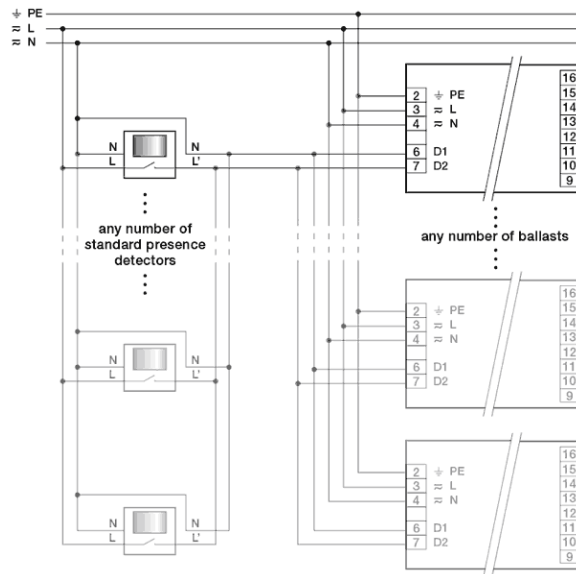 ⏚ PE
≂ L
≂ N
16
15
14
13
12
11
10
9
2 ⏚ PE
3 ≂ L
4 ≂ N
6 D1
7 D2
N N
L L'
any number of
standard presence
detectors
any number of ballasts
16
15
14
13
12
11
10
9
2 ⏚ PE
3 ≂ L
4 ≂ N
6 D1
7 D2
N N
L L'
16
15
14
13
12
11
10
9
2 ⏚ PE
3 ≂ L
4 ≂ N
6 D1
7 D2
N N
L L'